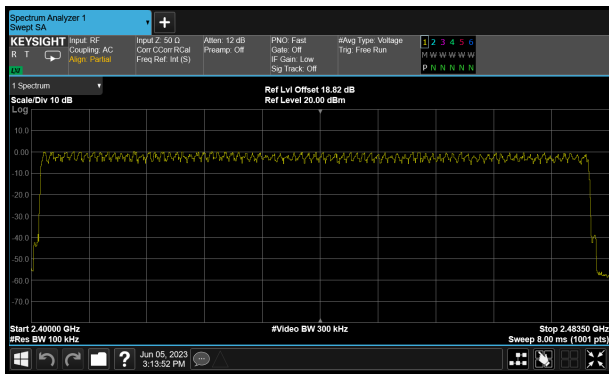 Spectrum Analyzer 1
Swept SA
KEYSIGHT
R T
Input: RF
Coupling: AC
Align: Partial
Input Z: 50 Ω
Corr CCorr RCal
Freq Ref: Int (S)
Atten: 12 dB
Preamp: Off
PNO: Fast
Gate: Off
IF Gain: Low
Sig Track: Off
#Avg Type: Voltage
Trig: Free Run
1 2 3 4 5 6
M W W W W W
P N N N N N
1 Spectrum
Scale/Div 10 dB
Ref Lvl Offset 18.82 dB
Ref Level 20.00 dBm
Log
10.0
0.00
-10.0
-20.0
-30.0
-40.0
-50.0
-60.0
-70.0
Start 2.40000 GHz
#Res BW 100 kHz
#Video BW 300 kHz
Stop 2.48350 GHz
Sweep 8.00 ms (1001 pts)
?
Jun 05, 2023
3:13:52 PM